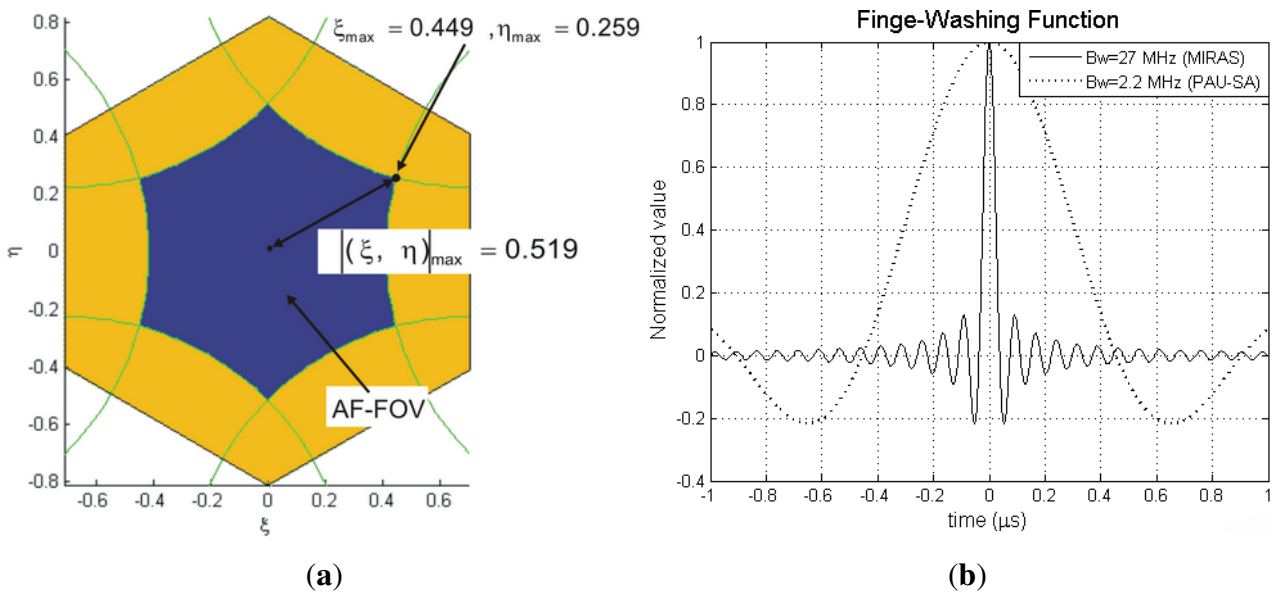 ξmax = 0.449 ,ηmax = 0.259
0.8
0.6
0.4
0.2
0
-0.2
-0.4
-0.6
-0.8
η
|(ξ, η)|max = 0.519
AF-FOV
-0.6 -0.4 -0.2 0 0.2 0.4 0.6
ξ
(a)
Finge-Washing Function
Bw=27 MHz (MIRAS)
Bw=2.2 MHz (PAU-SA)
1
0.8
0.6
0.4
0.2
0
-0.2
-0.4
Normalized value
-1 -0.8 -0.6 -0.4 -0.2 0 0.2 0.4 0.6 0.8 1
time (μs)
(b)